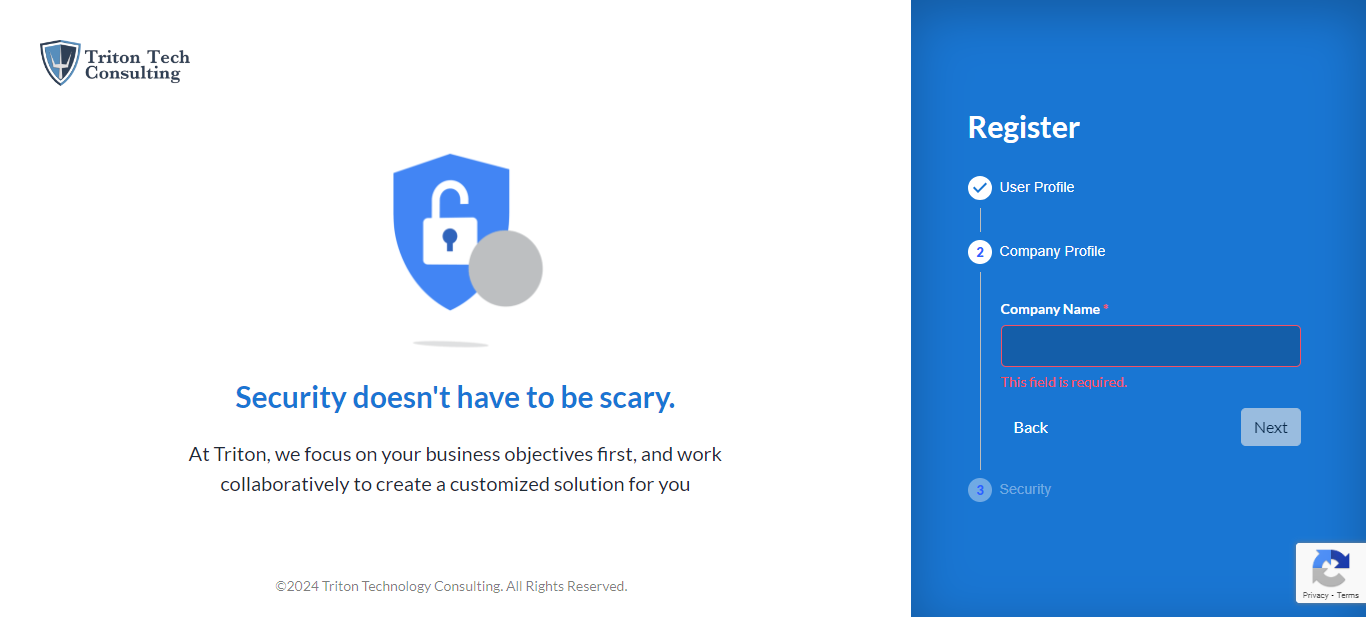 Triton Tech
Consulting
Security doesn't have to be scary.
At Triton, we focus on your business objectives first, and work
collaboratively to create a customized solution for you
©2024 Triton Technology Consulting. All Rights Reserved.
Register
User Profile
2 Company Profile
Company Name *
This field is required.
Back Next
3 Security
Privacy - Terms